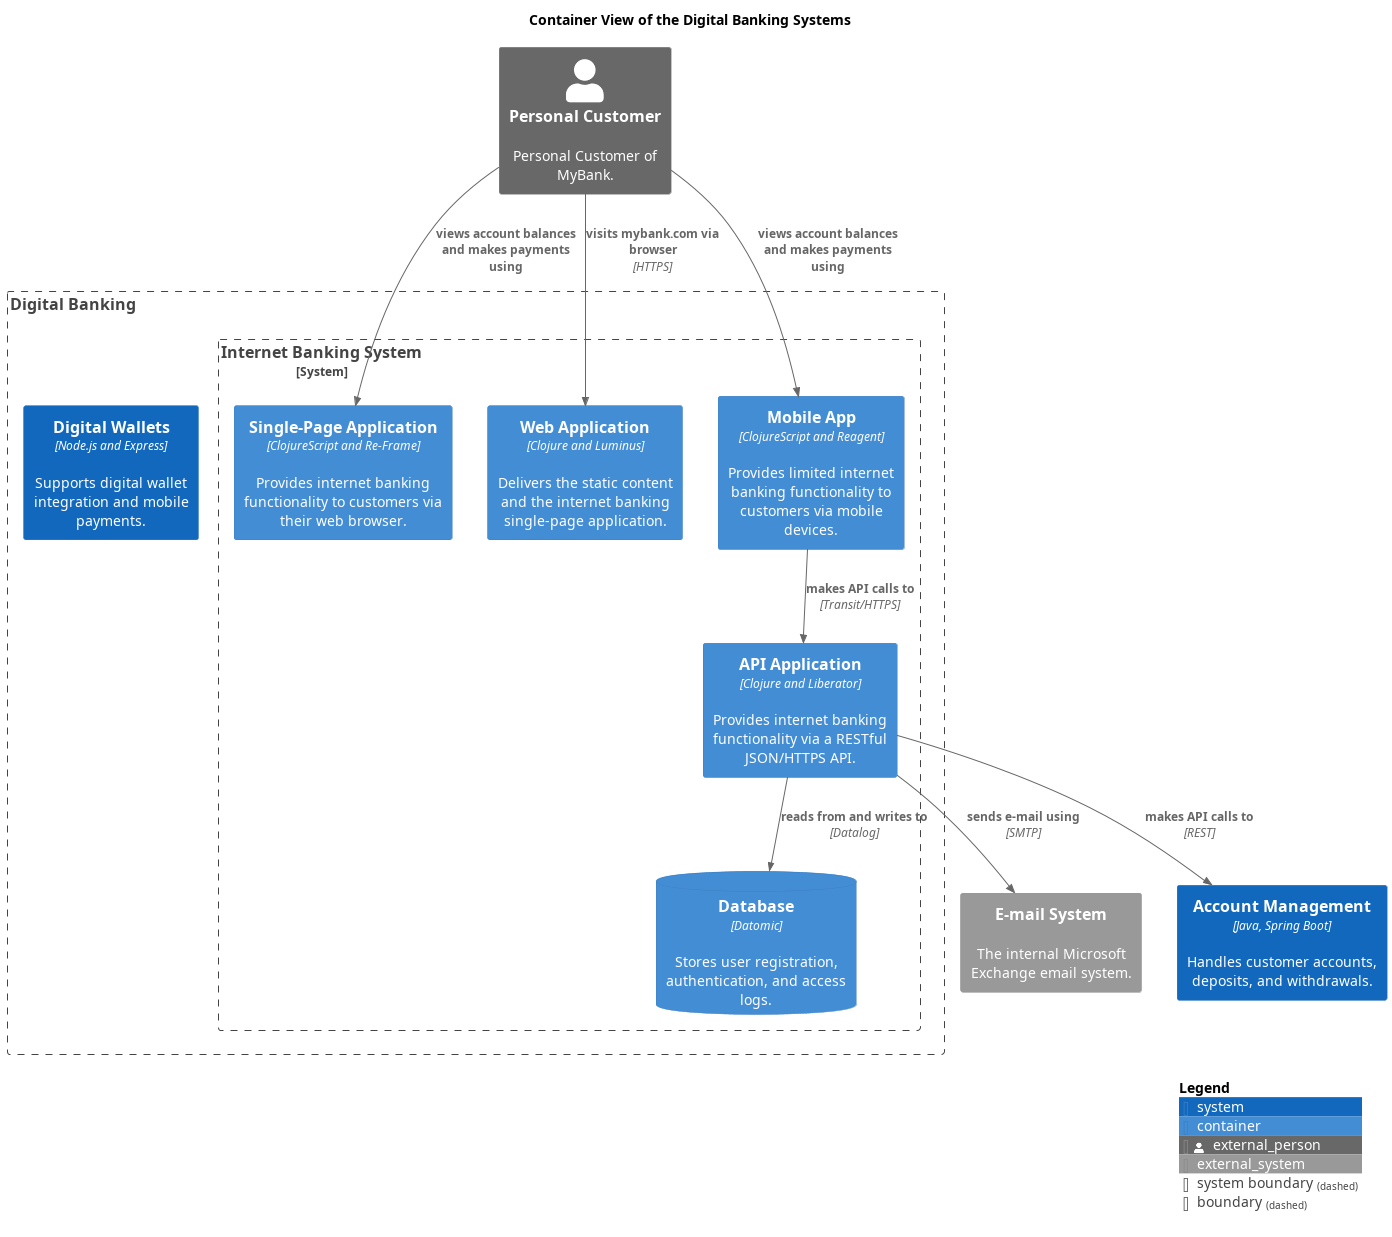 Container View of the Digital Banking Systems
Personal Customer
Personal Customer of
MyBank.
views account balances
and makes payments
using
visits mybank.com via
browser
[HTTPS]
views account balances
and makes payments
using
Digital Banking
Internet Banking System
[System]
Digital Wallets
[Node.js and Express]
Supports digital wallet
integration and mobile
payments.
Single-Page Application
[ClojureScript and Re-Frame]
Provides internet banking
functionality to customers via
their web browser.
Web Application
[Clojure and Luminus]
Delivers the static content
and the internet banking
single-page application.
Mobile App
[ClojureScript and Reagent]
Provides limited internet
banking functionality to
customers via mobile
devices.
makes API calls to
[Transit/HTTPS]
API Application
[Clojure and Liberator]
Provides internet banking
functionality via a RESTful
JSON/HTTPS API.
reads from and writes to
[Datalog]
sends e-mail using
[SMTP]
makes API calls to
[REST]
Database
[Datomic]
Stores user registration,
authentication, and access
logs.
E-mail System
The internal Microsoft
Exchange email system.
Account Management
[Java, Spring Boot]
Handles customer accounts,
deposits, and withdrawals.
Legend
system
container
external_person
external_system
system boundary (dashed)
boundary (dashed)